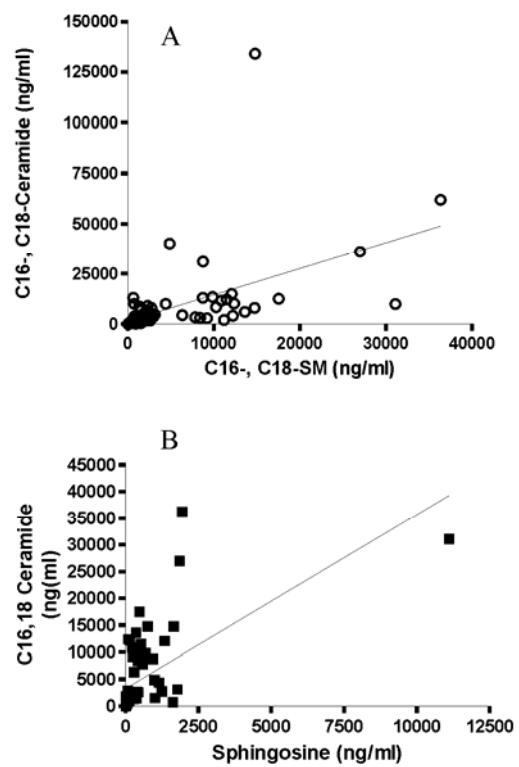 A
150000
125000
100000
75000
50000
25000
0
C16-, C18-Ceramide (ng/ml)
0 10000 20000 30000 40000
C16-, C18-SM (ng/ml)
B
45000
40000
35000
30000
25000
20000
15000
10000
5000
0
C16,18 Ceramide
(ng(ml)
0 2500 5000 7500 10000 12500
Sphingosine (ng/ml)